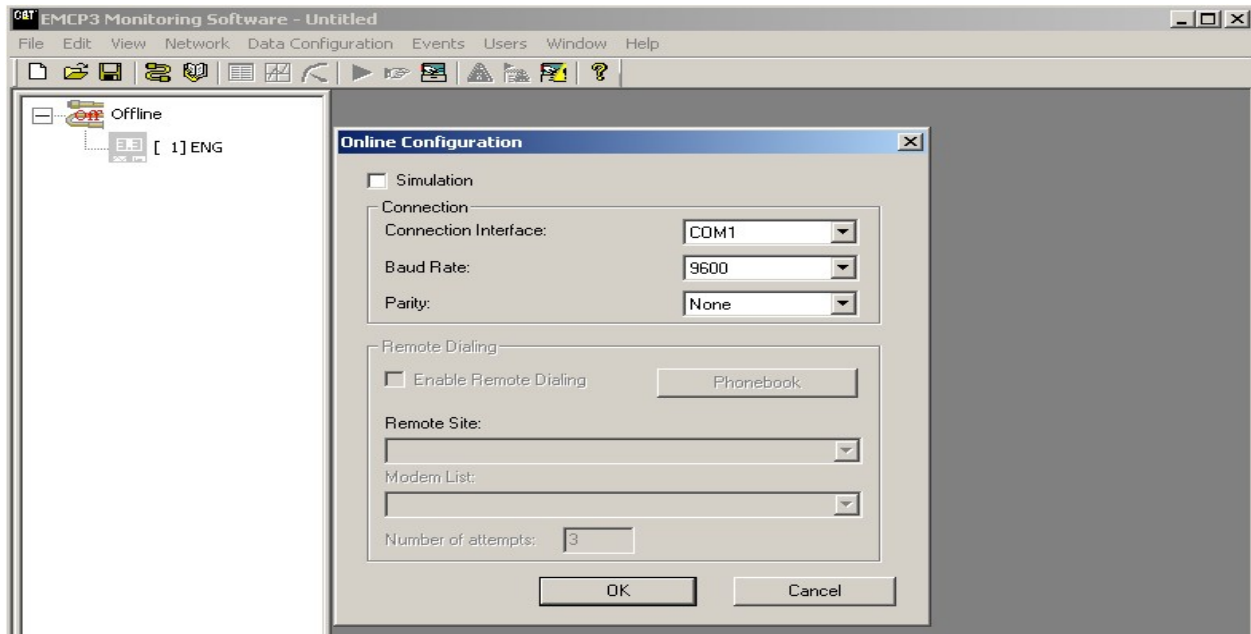 CAT EMCP3 Monitoring Software - Untitled
File Edit View Network Data Configuration Events Users Window Help
Off Offline
[ 1] ENG
Online Configuration
Simulation
Connection
Connection Interface: COM1
Baud Rate: 9600
Parity: None
Remote Dialing
Enable Remote Dialing Phonebook
Remote Site:
Modem List:
Number of attempts: 3
OK Cancel